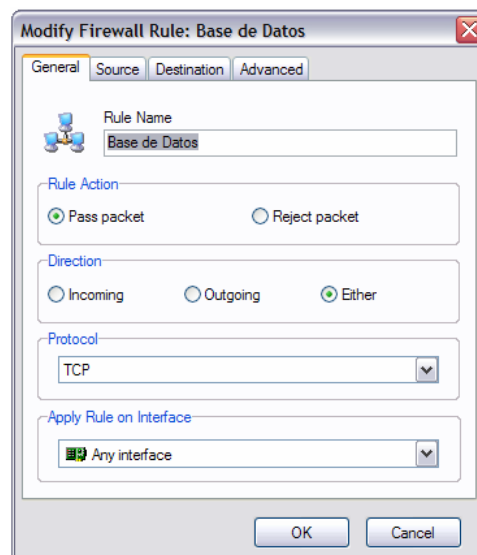 Modify Firewall Rule: Base de Datos
General Source Destination Advanced
Rule Name
Base de Datos
Rule Action
Pass packet Reject packet
Direction
Incoming Outgoing Either
Protocol
TCP
Apply Rule on Interface
Any interface
OK Cancel